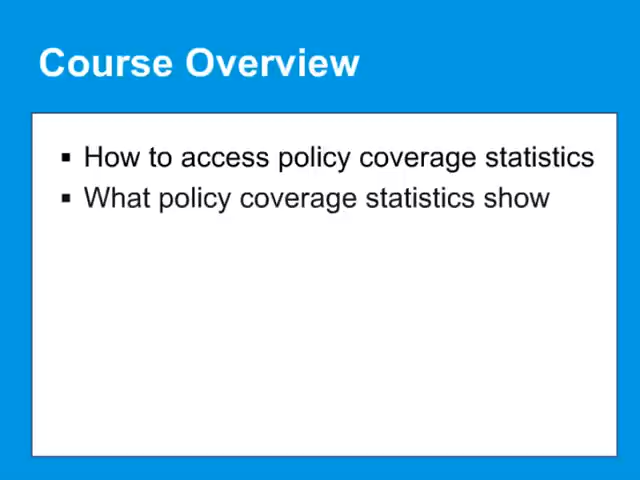 Course Overview
▪ How to access policy coverage statistics
▪ What policy coverage statistics show